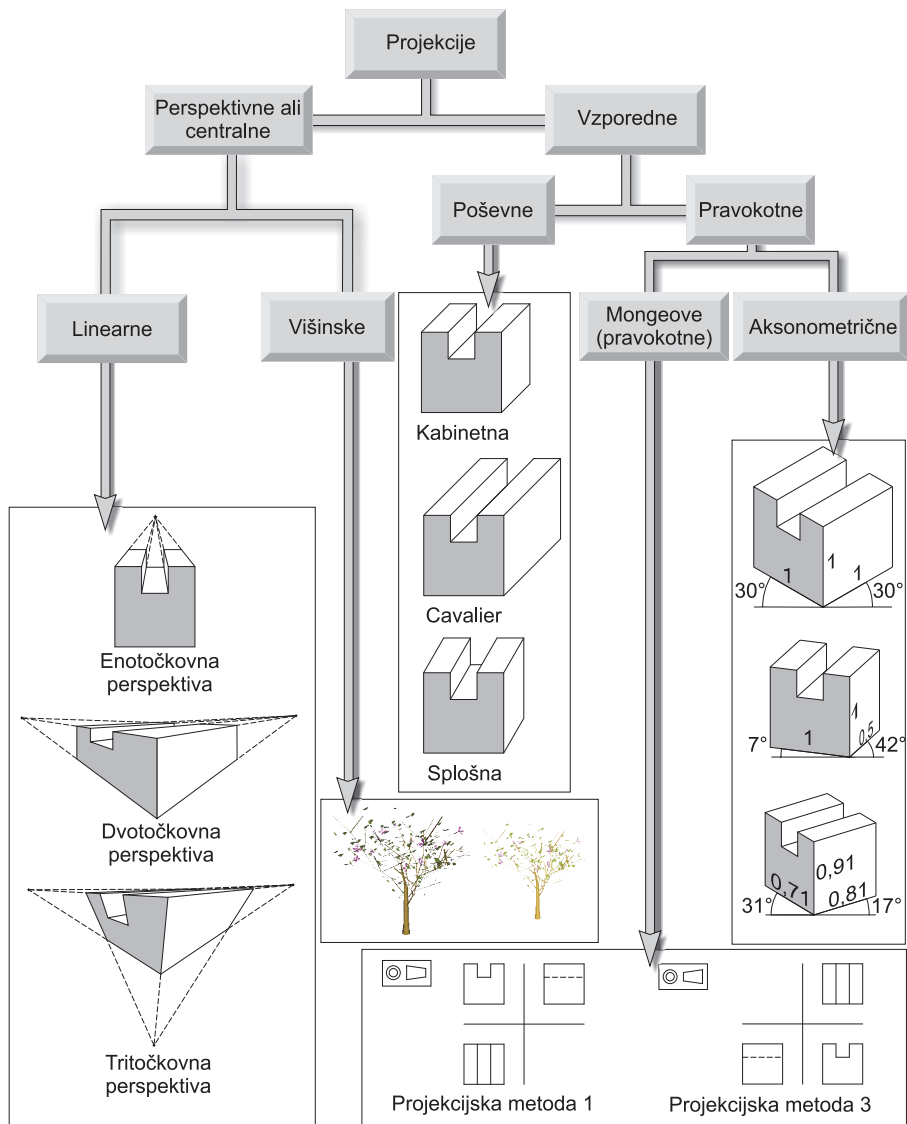 Projekcije
Perspektivne ali
centralne
Vzporedne
Poševne
Pravokotne
Linearne
Višinske
Mongeove
(pravokotne)
Aksonometrične
Kabinetna
Cavalier
Splošna
Enotočkovna
perspektiva
Dvotočkovna
perspektiva
Tritočkovna
perspektiva
1
1
1
30°
30°
1
1
0,5
7°
42°
0,71
0,91
0,81
31°
17°
Projekcijska metoda 1
Projekcijska metoda 3